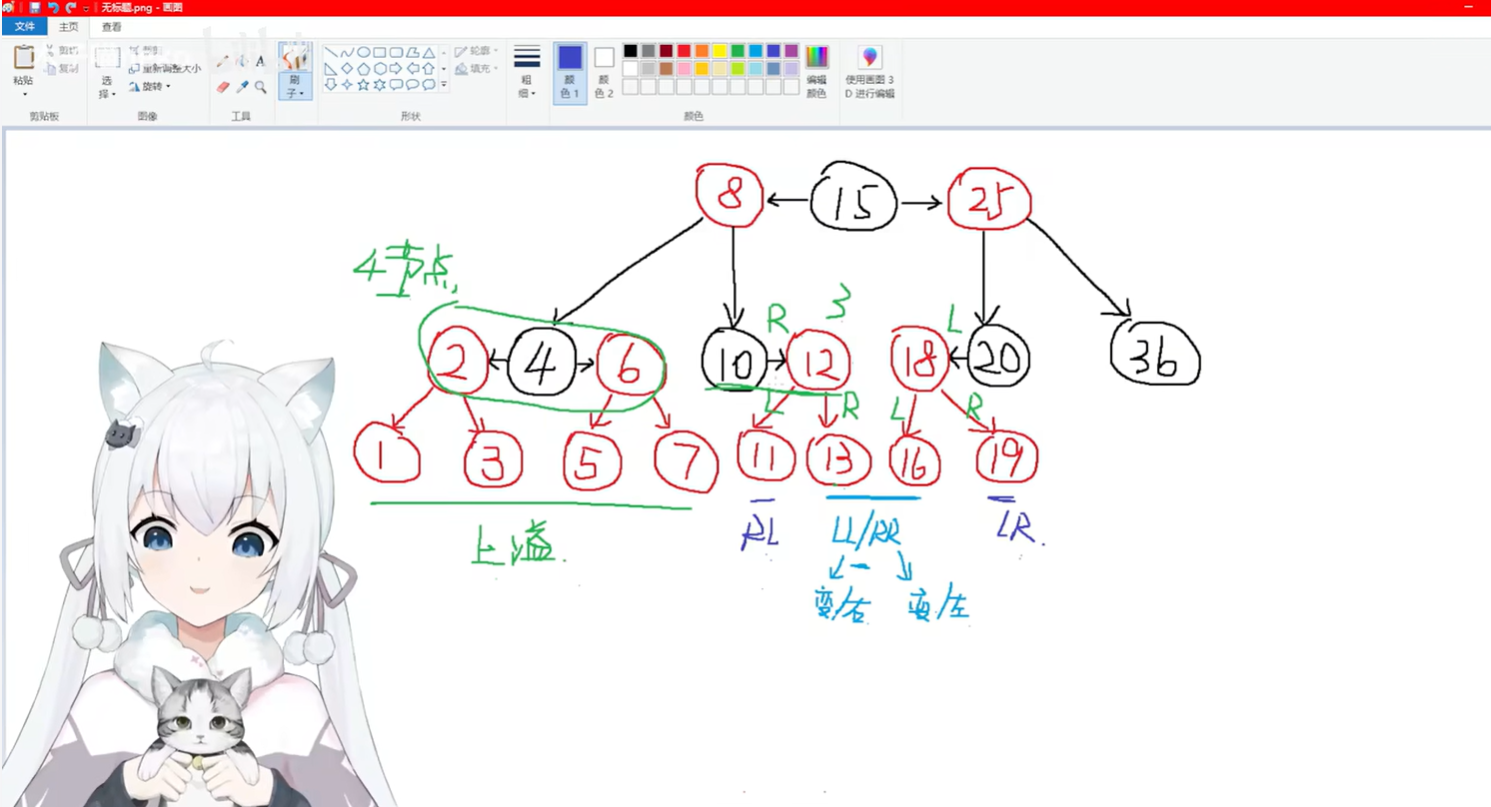 无标题.png - 画图
文件 主页 查看
粘贴 剪切 复制
选择 重新调整大小 旋转
A
刷子
轮廓 填充
粗细
颜色 1
颜色 2
编辑颜色
使用画图 3D 进行编辑
剪贴板 图像 工具 形状 颜色
8 15 25
4节点
R 3 L
2 4 6 10 12 18 20 36
L R L R
1 3 5 7 11 13 16 19
上溢. RL LL/RR LR.
变/右 变/左